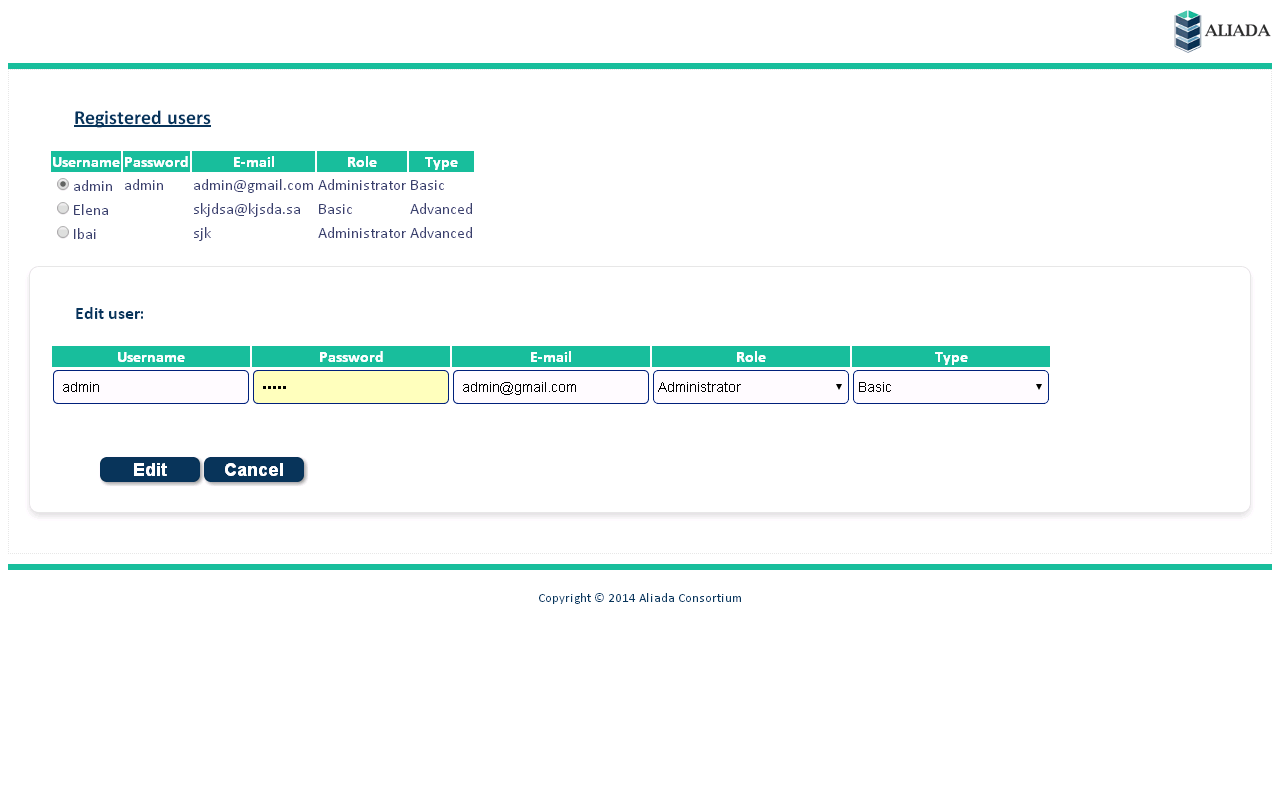 ALIADA
Registered users
Username Password E-mail Role Type
admin admin admin@gmail.com Administrator Basic
Elena skjdsa@kjsda.sa Basic Advanced
Ibai sjk Administrator Advanced
Edit user:
Username Password E-mail Role Type
admin ••••• admin@gmail.com Administrator Basic
Edit Cancel
Copyright © 2014 Aliada Consortium